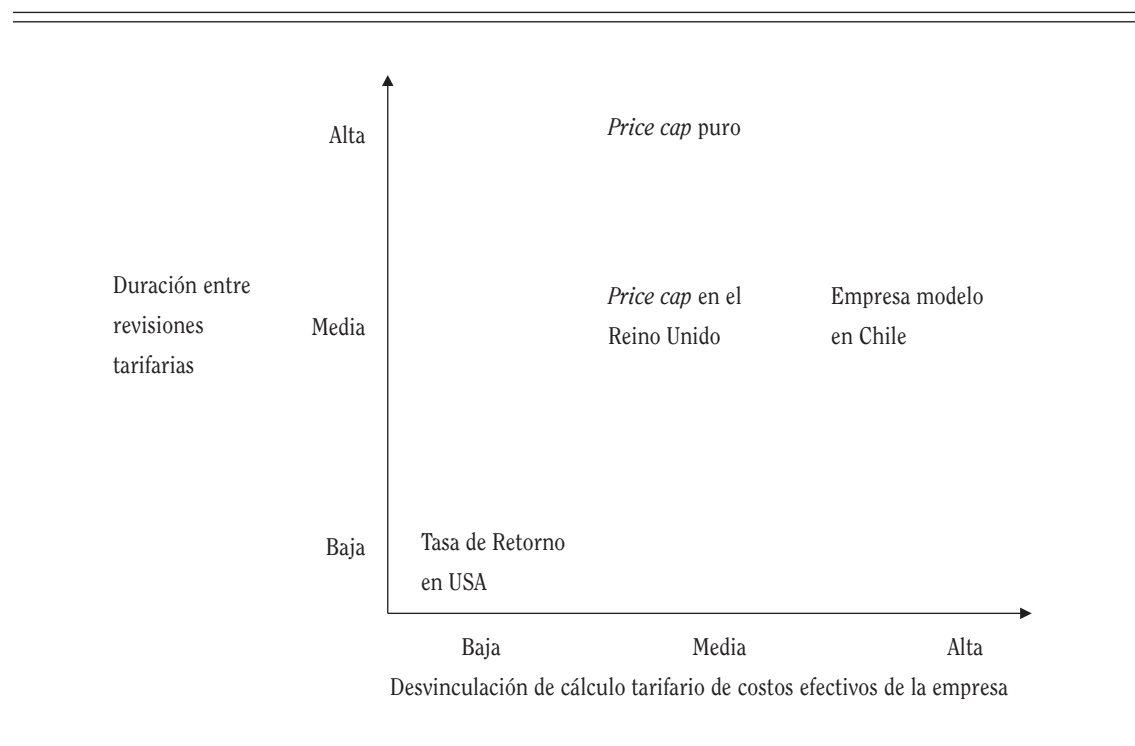 Alta
Price cap puro
Duración entre
revisiones
tarifarias
Media
Price cap en el
Reino Unido
Empresa modelo
en Chile
Baja
Tasa de Retorno
en USA
Baja
Media
Alta
Desvinculación de cálculo tarifario de costos efectivos de la empresa